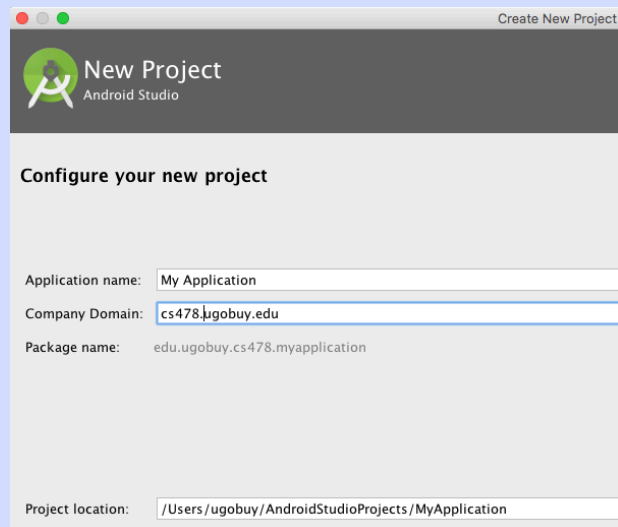 Create New Project
New Project
Android Studio
Configure your new project
Application name: My Application
Company Domain: cs478.ugobuy.edu
Package name: edu.ugobuy.cs478.myapplication
Project location: /Users/ugobuy/AndroidStudioProjects/MyApplication